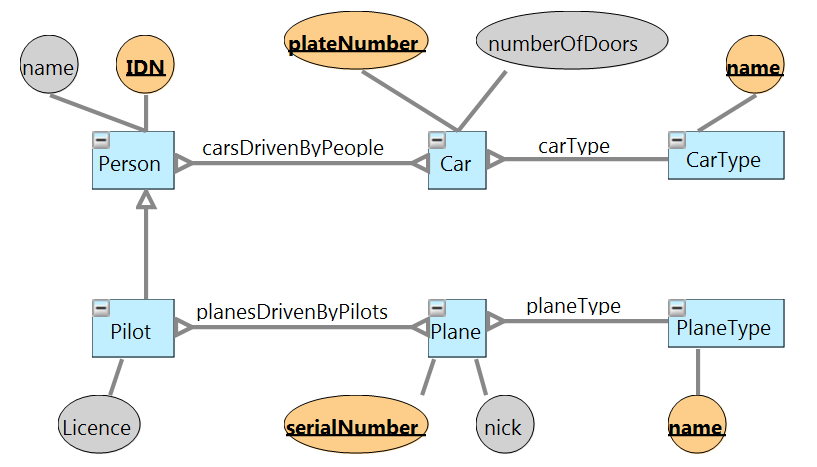 plateNumber
numberOfDoors
name
IDN
name
carsDrivenByPeople
carType
Person
Car
CarType
planesDrivenByPilots
planeType
Pilot
Plane
PlaneType
Licence
serialNumber
nick
name